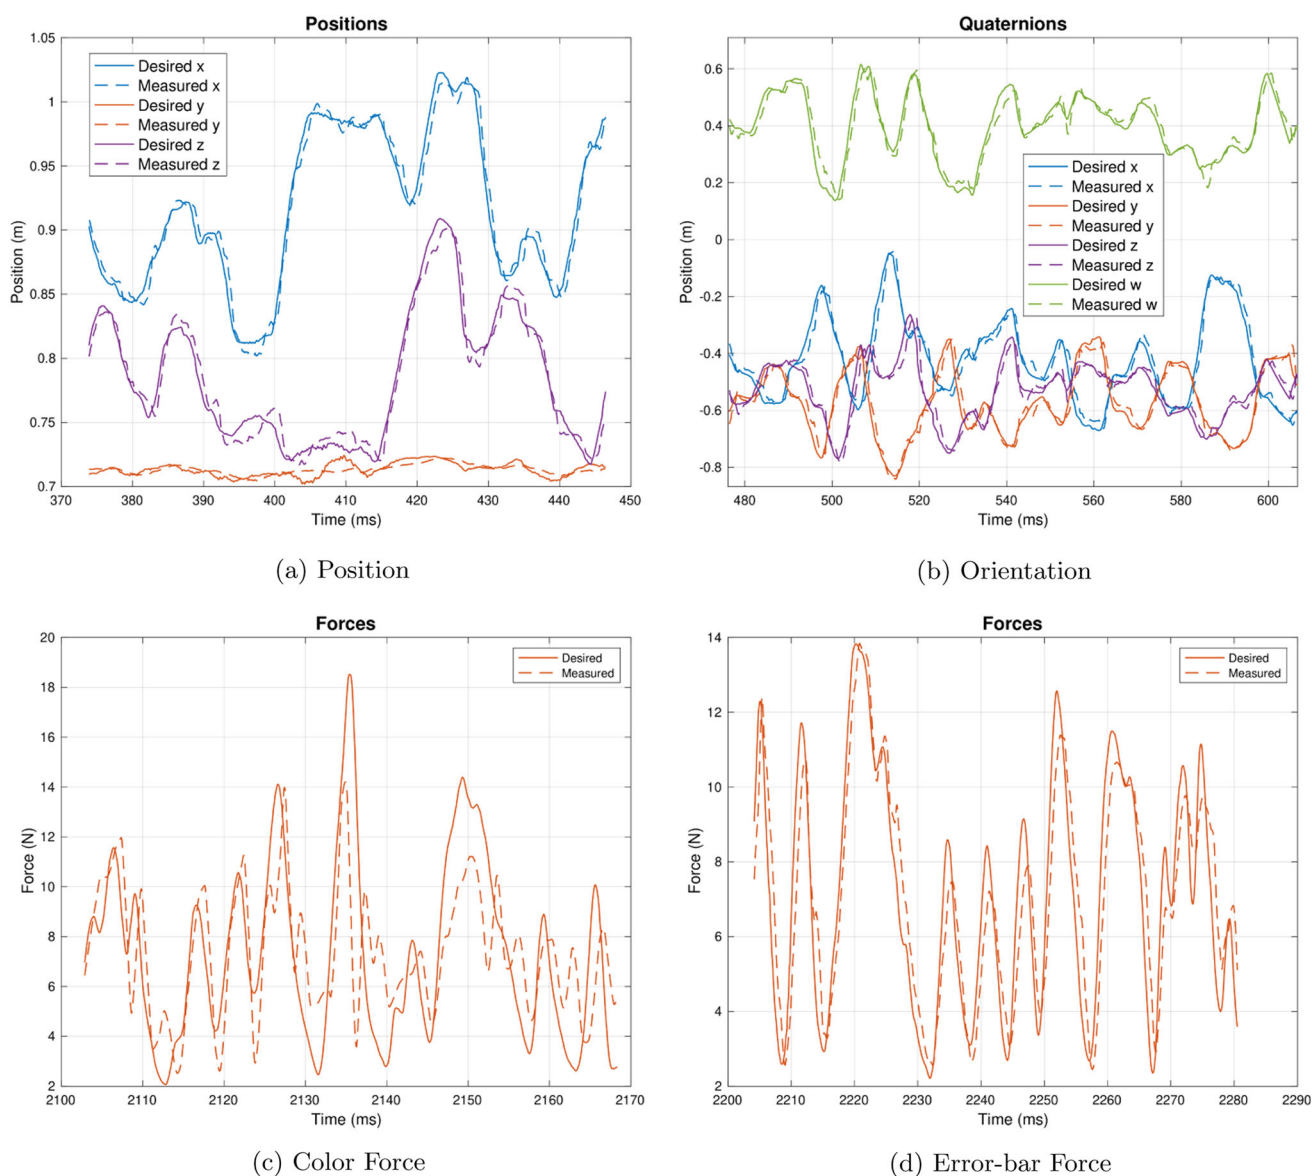 Positions
1.05
1
0.95
0.9
0.85
0.8
0.75
0.7
Position (m)
Desired x
Measured x
Desired y
Measured y
Desired z
Measured z
370 380 390 400 410 420 430 440 450
Time (ms)
(a) Position
Quaternions
0.6
0.4
0.2
0
-0.2
-0.4
-0.6
-0.8
Position (m)
Desired x
Measured x
Desired y
Measured y
Desired z
Measured z
Desired w
Measured w
480 500 520 540 560 580 600
Time (ms)
(b) Orientation
Forces
20
18
16
14
12
10
8
6
4
2
Force (N)
Desired
Measured
2100 2110 2120 2130 2140 2150 2160 2170
Time (ms)
(c) Color Force
Forces
14
12
10
8
6
4
2
Force (N)
Desired
Measured
2200 2210 2220 2230 2240 2250 2260 2270 2280 2290
Time (ms)
(d) Error-bar Force